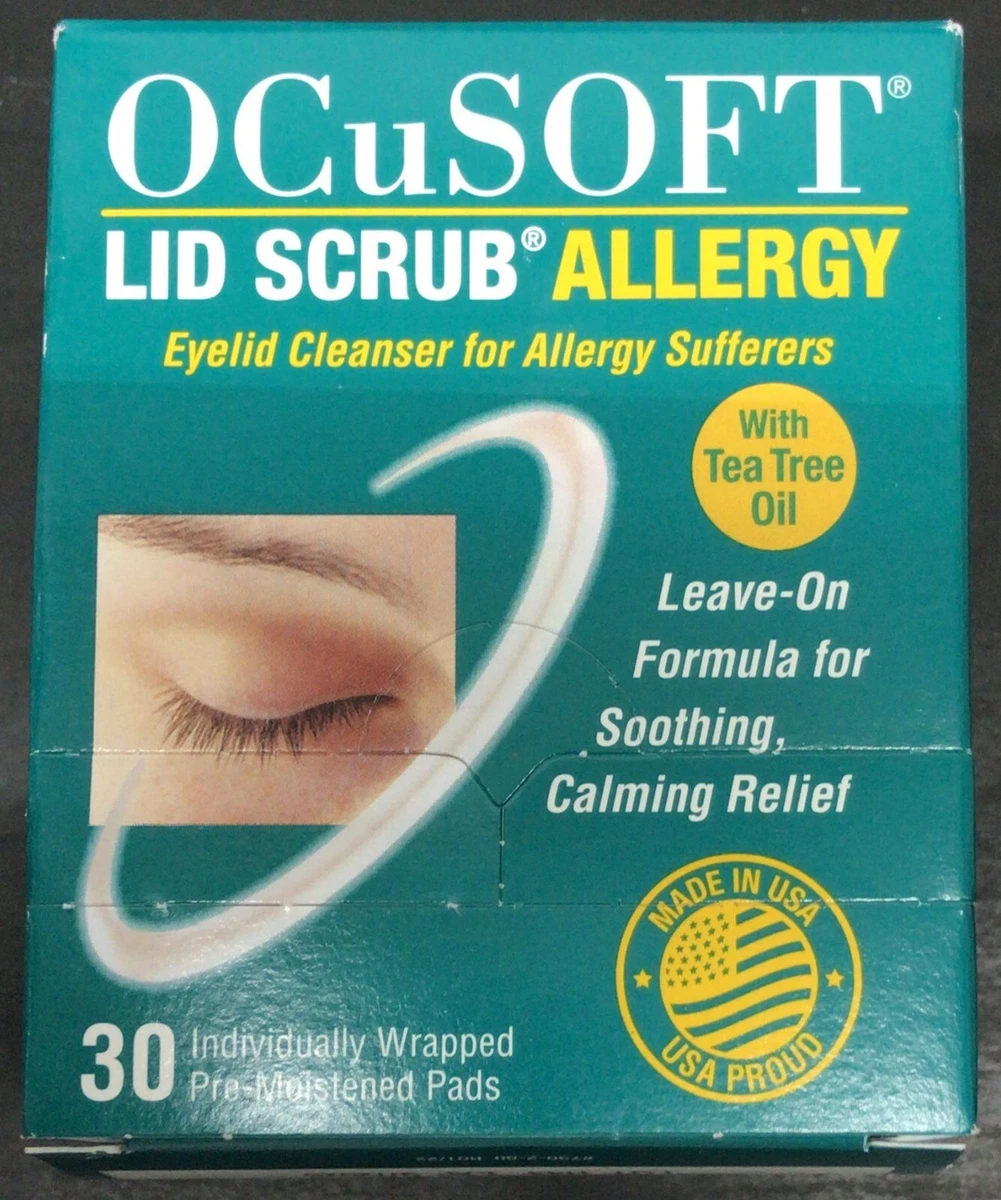 OCuSOFT®
LID SCRUB® ALLERGY
Eyelid Cleanser for Allergy Sufferers
With
Tea Tree
Oil
Leave-On
Formula for
Soothing,
Calming Relief
MADE IN USA
USA PROUD
30 Individually Wrapped
Pre-Moistened Pads